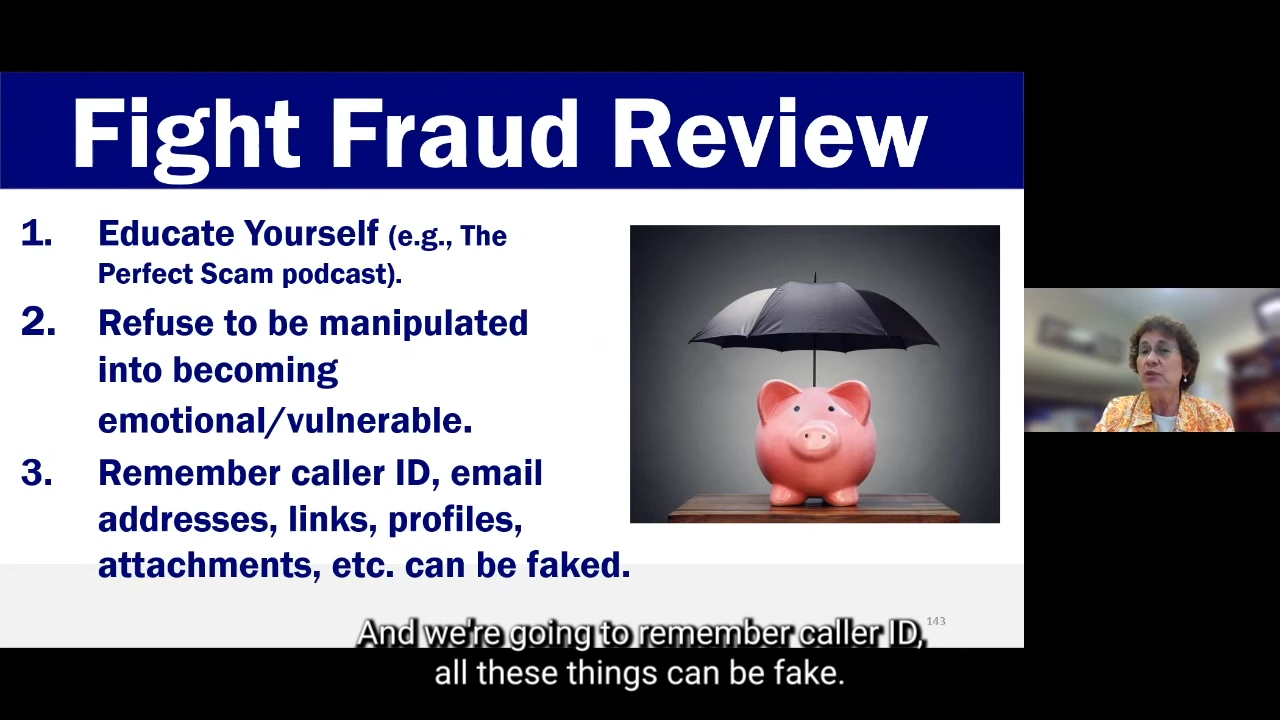 Fight Fraud Review
1. Educate Yourself (e.g., The
Perfect Scam podcast).
2. Refuse to be manipulated
into becoming
emotional/vulnerable.
3. Remember caller ID, email
addresses, links, profiles,
attachments, etc. can be faked.
143
And we're going to remember caller ID,
all these things can be fake.